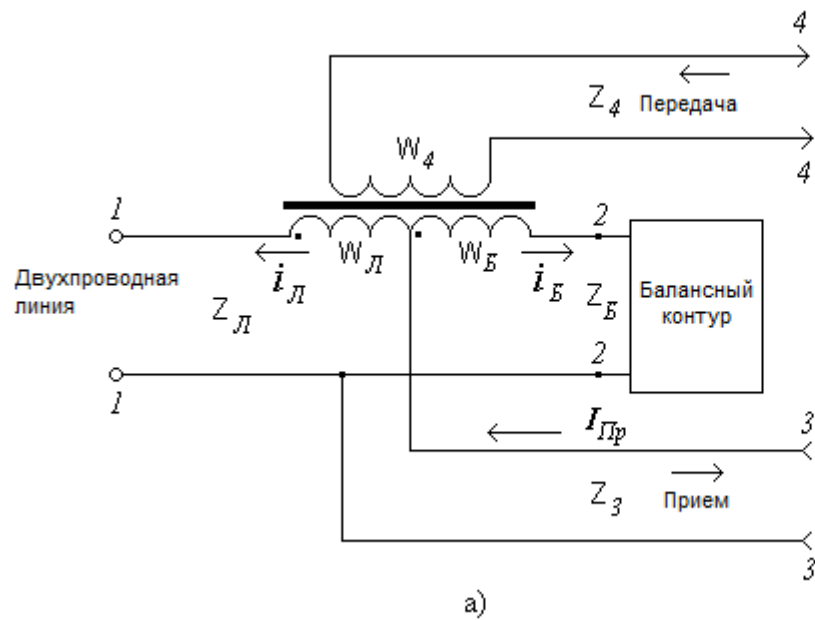 4
Z4 Передача
4
W4
1
2
WЛ WБ
iЛ
iБ
Двухпроводная
линия
ZЛ
ZБ
Балансный
контур
2
1
IПр
3
Z3 Прием
3
а)